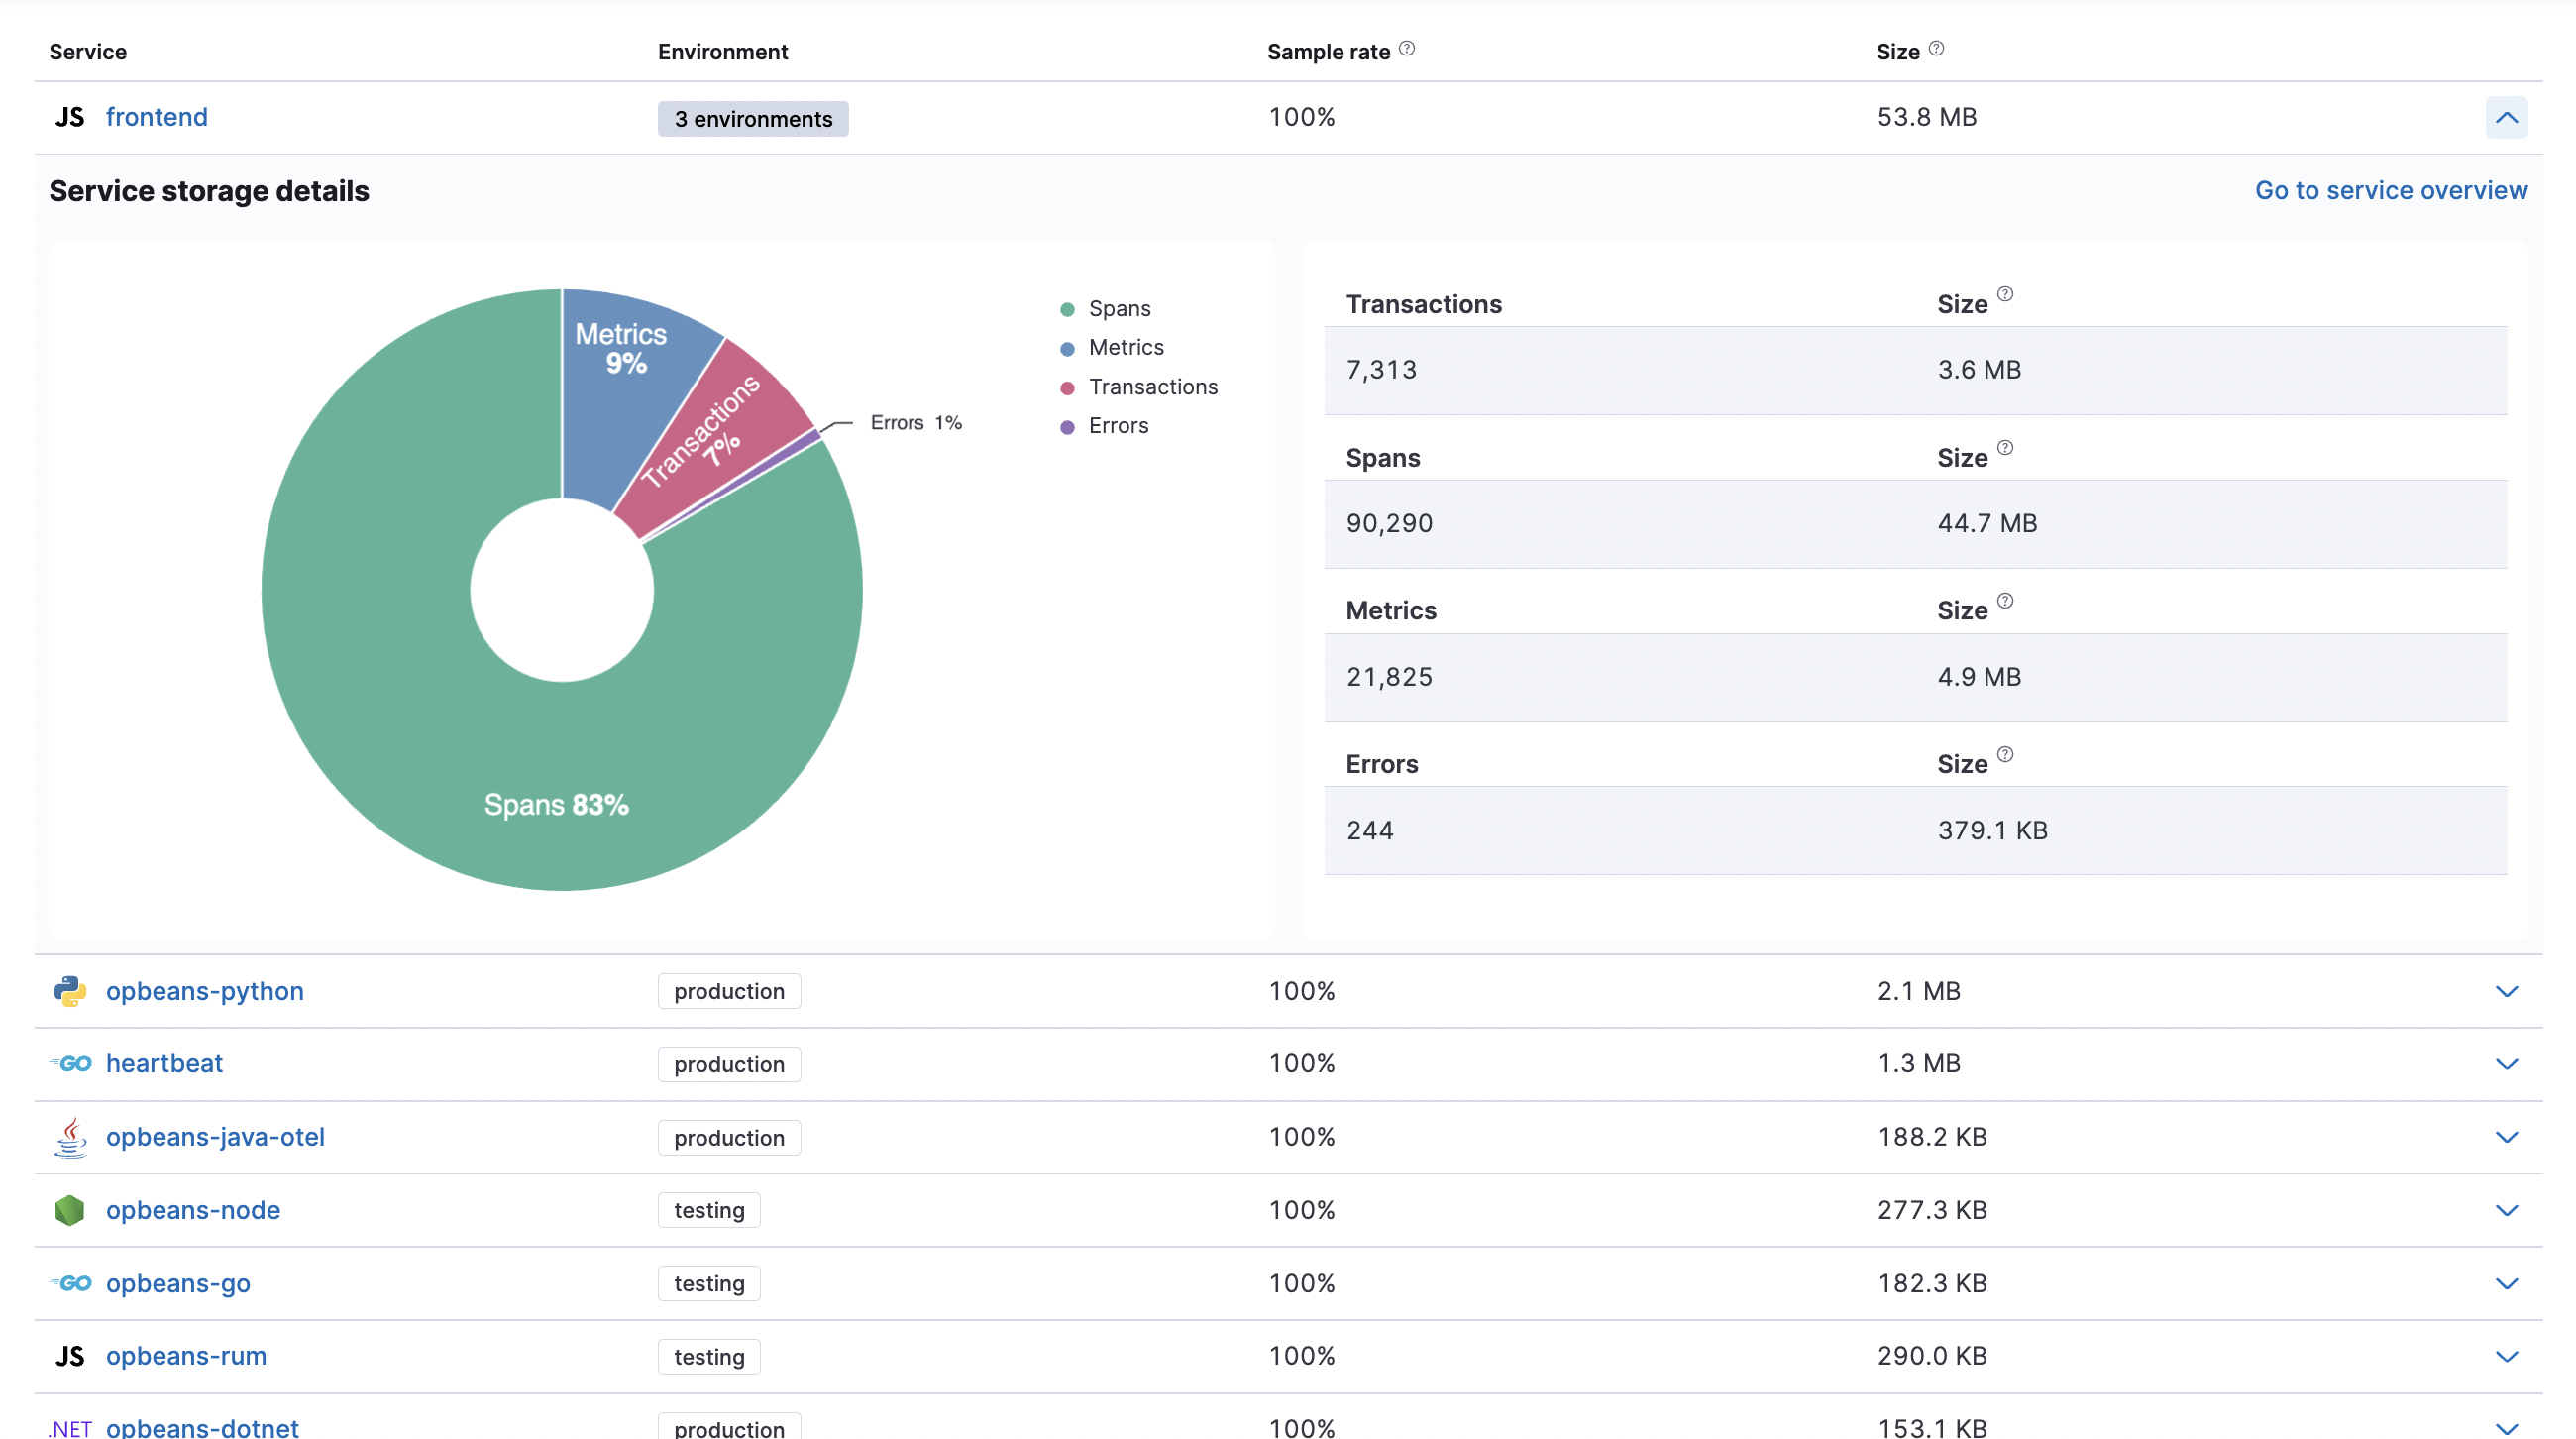 Service Environment Sample rate Size
JS frontend 3 environments 100% 53.8 MB
Service storage details Go to service overview
Metrics
9%
Transactions
7%
Errors 1%
Spans 83%
Spans
Metrics
Transactions
Errors
Transactions Size
7,313 3.6 MB
Spans Size
90,290 44.7 MB
Metrics Size
21,825 4.9 MB
Errors Size
244 379.1 KB
opbeans-python production 100% 2.1 MB
GO heartbeat production 100% 1.3 MB
opbeans-java-otel production 100% 188.2 KB
opbeans-node testing 100% 277.3 KB
GO opbeans-go testing 100% 182.3 KB
JS opbeans-rum testing 100% 290.0 KB
.NET opbeans-dotnet production 100% 153.1 KB